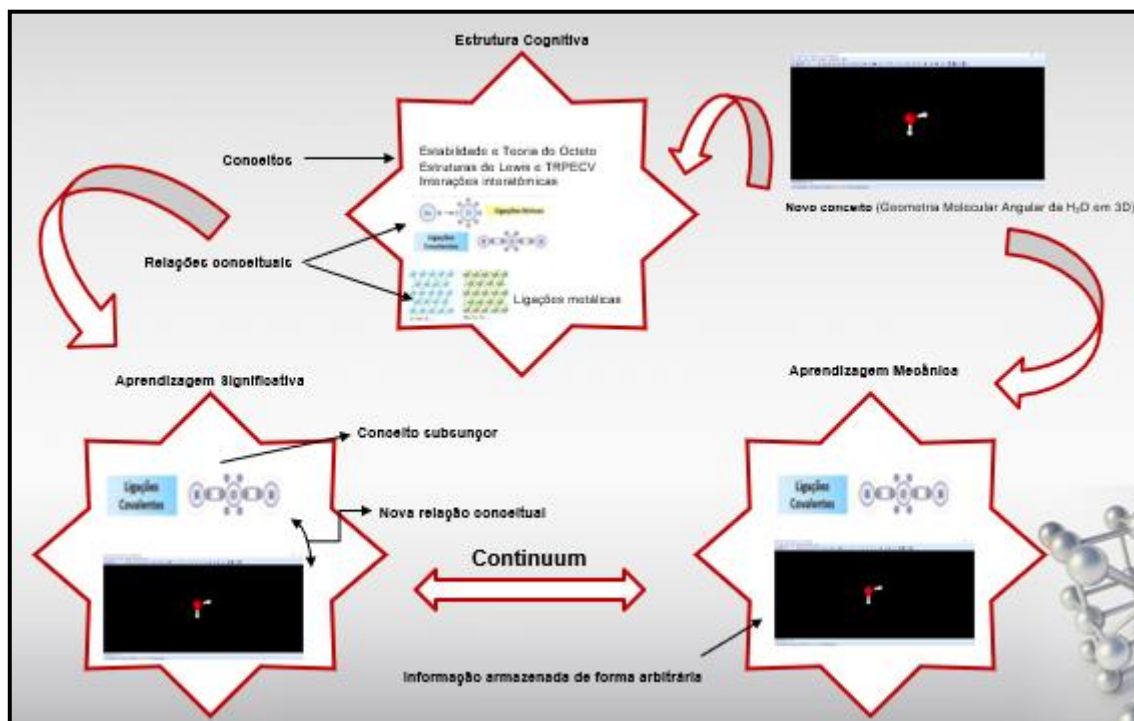 Estrutura Cognitiva
Conceitos
Estabilidade e Teoria do Octeto
Estruturas de Lewis e TRPECV
Interações interatômicas
Ligações Iônicas
Ligações
Covalentes
Relações conceituais
Ligações metálicas
Novo conceito (Geometria Molecular Angular da H₂O em 3D)
Aprendizagem Significativa
Aprendizagem Mecânica
Conceito subsunçor
Ligações
Covalentes
Nova relação conceitual
Ligações
Covalentes
Continuum
Informação armazenada de forma arbitrária